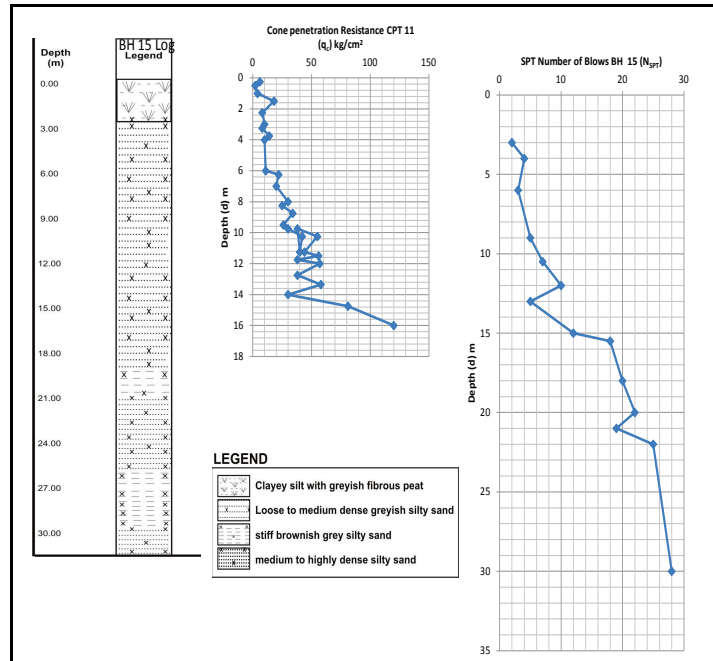 BH 15 Log
Depth
(m)
Legend
0.00
3.00
6.00
9.00
12.00
15.00
18.00
21.00
24.00
27.00
30.00
Cone penetration Resistance CPT 11
(qc) kg/cm²
0 50 100 150
Depth (d) m
0
2
4
6
8
10
12
14
16
18
SPT Number of Blows BH 15 (NSPT)
0 10 20 30
Depth (d) m
0
5
10
15
20
25
30
35
LEGEND
Clayey silt with greyish fibrous peat
Loose to medium dense greyish silty sand
stiff brownish grey silty sand
medium to highly dense silty sand